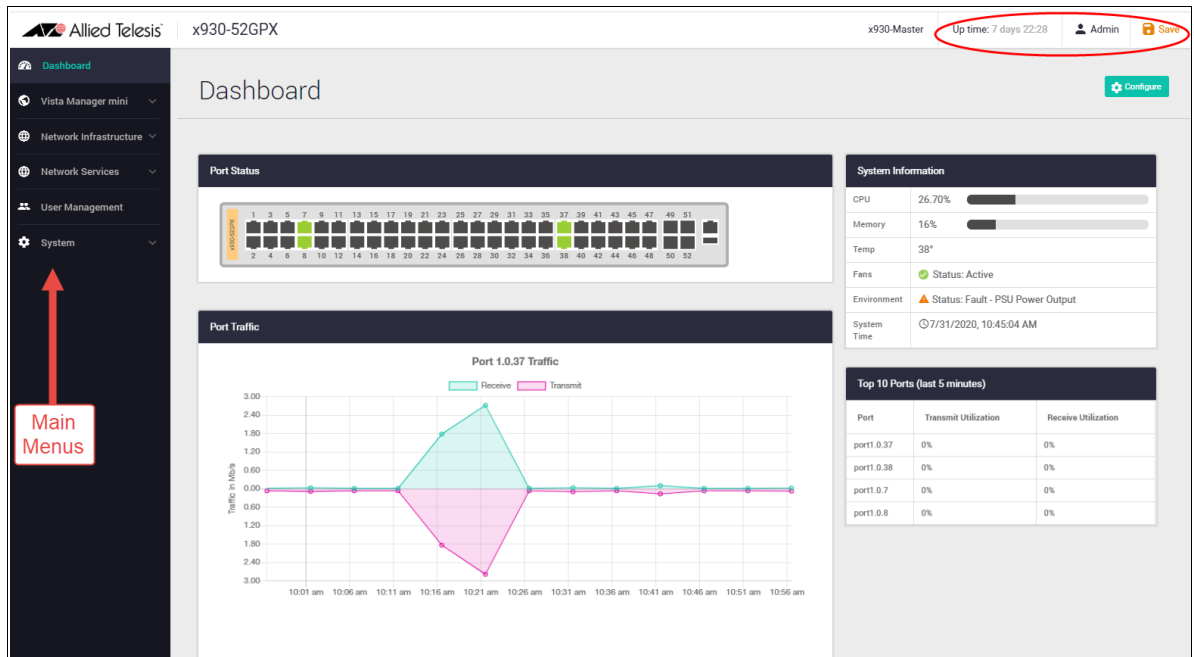 Allied Telesis
x930-52GPX
x930-Master
Up time: 7 days 22:28
Admin
Save
Dashboard
Vista Manager mini
Network Infrastructure
Network Services
User Management
System
Main
Menus
Dashboard
Configure
Port Status
x930-52GPX
1 3 5 7 9 11 13 15 17 19 21 23 25 27 29 31 33 35 37 39 41 43 45 47 49 51
2 4 6 8 10 12 14 16 18 20 22 24 26 28 30 32 34 36 38 40 42 44 46 48 50 52
Port Traffic
Port 1.0.37 Traffic
Receive Transmit
Traffic in Mb/s
3.00
2.40
1.80
1.20
0.60
0.00
0.60
1.20
1.80
2.40
3.00
10:01 am 10:06 am 10:11 am 10:16 am 10:21 am 10:26 am 10:31 am 10:36 am 10:41 am 10:46 am 10:51 am 10:56 am
System Information
CPU 26.70%
Memory 16%
Temp 38°
Fans Status: Active
Environment Status: Fault - PSU Power Output
System
Time
7/31/2020, 10:45:04 AM
Top 10 Ports (last 5 minutes)
Port Transmit Utilization Receive Utilization
port1.0.37 0% 0%
port1.0.38 0% 0%
port1.0.7 0% 0%
port1.0.8 0% 0%